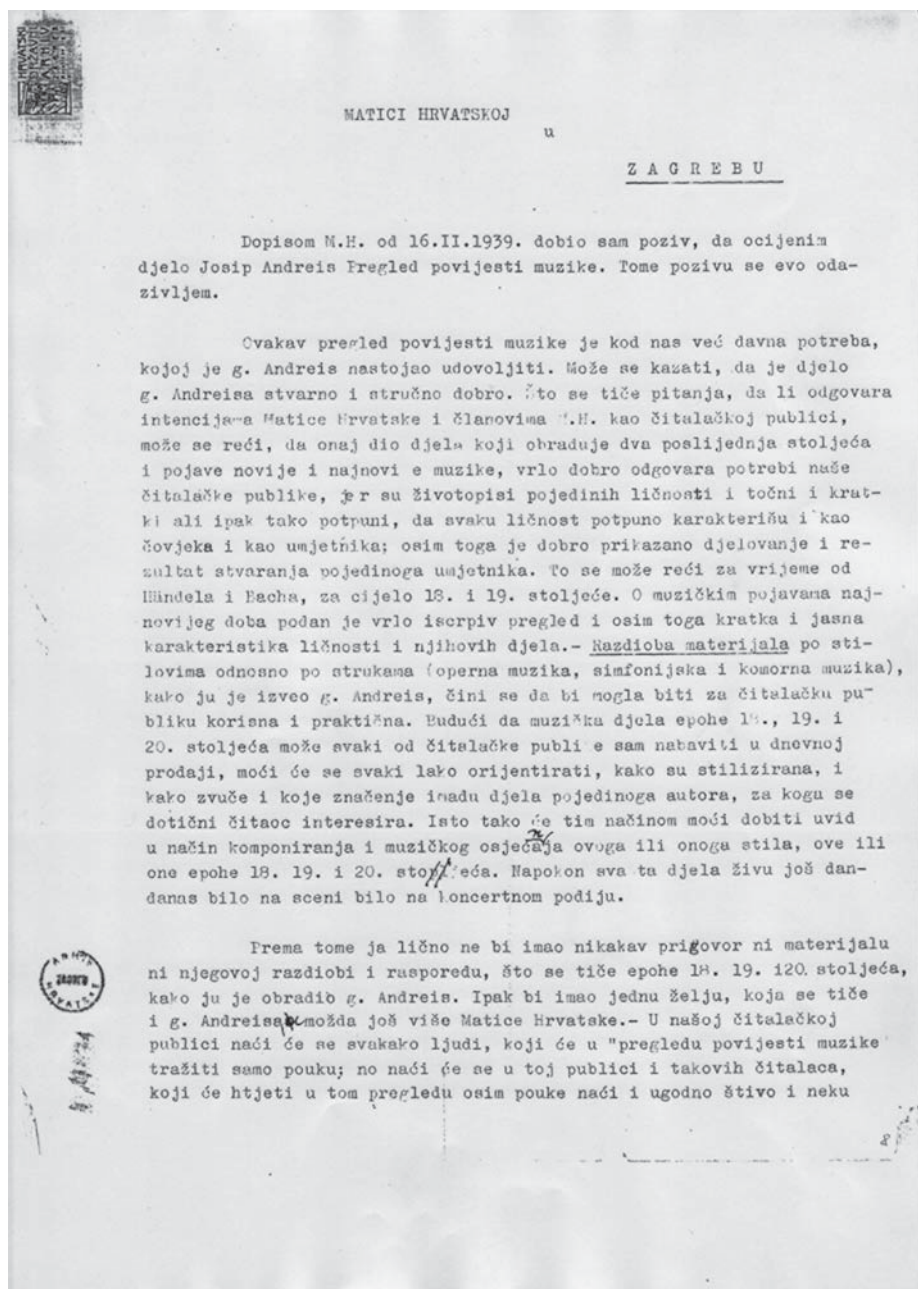 HRVATSKI
DRŽAVNI
ARHIV
MATICI HRVATSKOJ
u
ZAGREBU
Dopisom M.H. od 16.II.1939. dobio sam poziv, da ocijenim
djelo Josip Andreis Pregled povijesti muzike. Tome pozivu se evo oda-
zivljem.
Ovakav pregled povijesti muzike je kod nas već davna potreba,
kojoj je g. Andreis nastojao udovoljiti. Može se kazati, da je djelo
g. Andreisa stvarno i stručno dobro. Što se tiče pitanja, da li odgovara
intencijama Matice Hrvatske i članovima M.H. kao čitalačkoj publici,
može se reći, da onaj dio djela koji obrađuje dva poslijednja stoljeća
i pojave novije i najnovi e muzike, vrlo dobro odgovara potrebi naše
čitalačke publike, jer su životopisi pojedinih ličnosti i točni i krat-
ki ali ipak tako potpuni, da svaku ličnost potpuno karakterišu i kao
čovjeka i kao umjetnika; osim toga je dobro prikazano djelovanje i re-
zultat stvaranja pojedinoga umjetnika. To se može reći za vrijeme od
Händela i Bacha, za cijelo 18. i 19. stoljeće. O muzičkim pojavama naj-
novijeg doba podan je vrlo iscrpiv pregled i osim toga kratka i jasna
karakteristika ličnosti i njihovih djela.- Razdioba materijala po sti-
lovima odnosno po strukama (operna muzika, simfonijska i komorna muzika),
kako ju je izveo g. Andreis, čini se da bi mogla biti za čitalačku pu-
bliku korisna i praktična. Budući da muzička djela epohe 18., 19. i
20. stoljeća može svaki od čitalačke publi e sam nabaviti u dnevnoj
prodaji, moći će se svaki lako orijentirati, kako su stilizirana, i
kako zvuče i koje značenje imadu djela pojedinoga autora, za kogu se
dotični čitaoc interesira. Isto tako će tim načinom moći dobiti uvid
u način komponiranja i muzičkog osjećaja ovoga ili onoga stila, ove ili
one epohe 18. 19. i 20. stoljeća. Napokon sva ta djela živu još dan-
danas bilo na sceni bilo na koncertnom podiju.
Prema tome ja lično ne bi imao nikakav prigovor ni materijalu
ni njegovoj razdiobi i rasporedu, što se tiče epohe 18. 19. i20. stoljeća,
kako ju je obradio g. Andreis. Ipak bi imao jednu želju, koja se tiče
i g. Andreisa možda još više Matice Hrvatske.- U našoj čitalačkoj
publici naći će se svakako ljudi, koji će u "pregledu povijesti muzike
tražiti samo pouku; no naći će se u toj publici i takovih čitalaca,
koji će htjeti u tom pregledu osim pouke naći i ugodno štivo i neku
ARHIV
ZAGREB
HRVATSKE
8